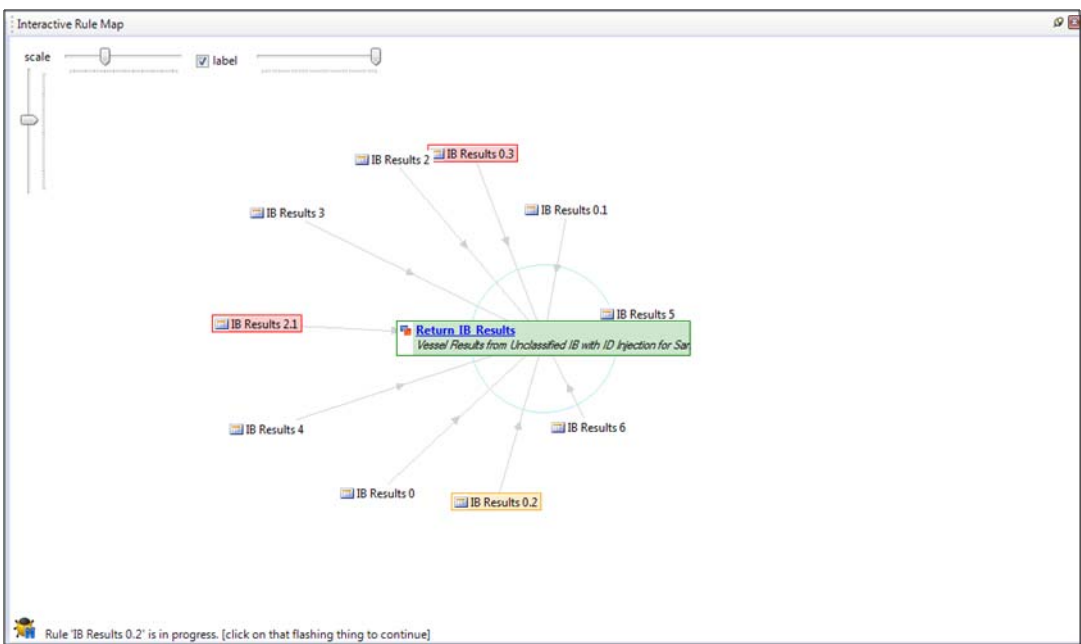 Interactive Rule Map
scale
label
IB Results 2
IB Results 0.3
IB Results 3
IB Results 0.1
IB Results 5
IB Results 2.1
Return IB Results
Vessel Results from Unclassified IB with ID Injection for Sar
IB Results 4
IB Results 6
IB Results 0
IB Results 0.2
Rule 'IB Results 0.2' is in progress. [click on that flashing thing to continue]